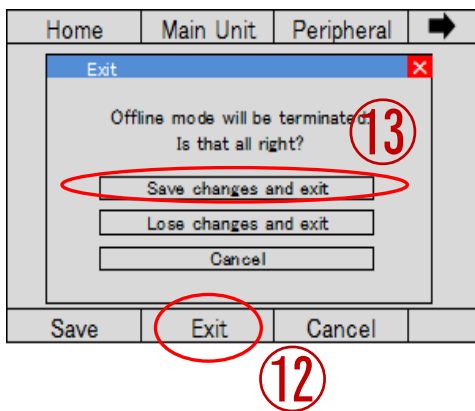 Home Main Unit Peripheral
Exit
Offline mode will be terminated.
Is that all right?
⑬
Save changes and exit
Lose changes and exit
Cancel
Save Exit Cancel
⑫